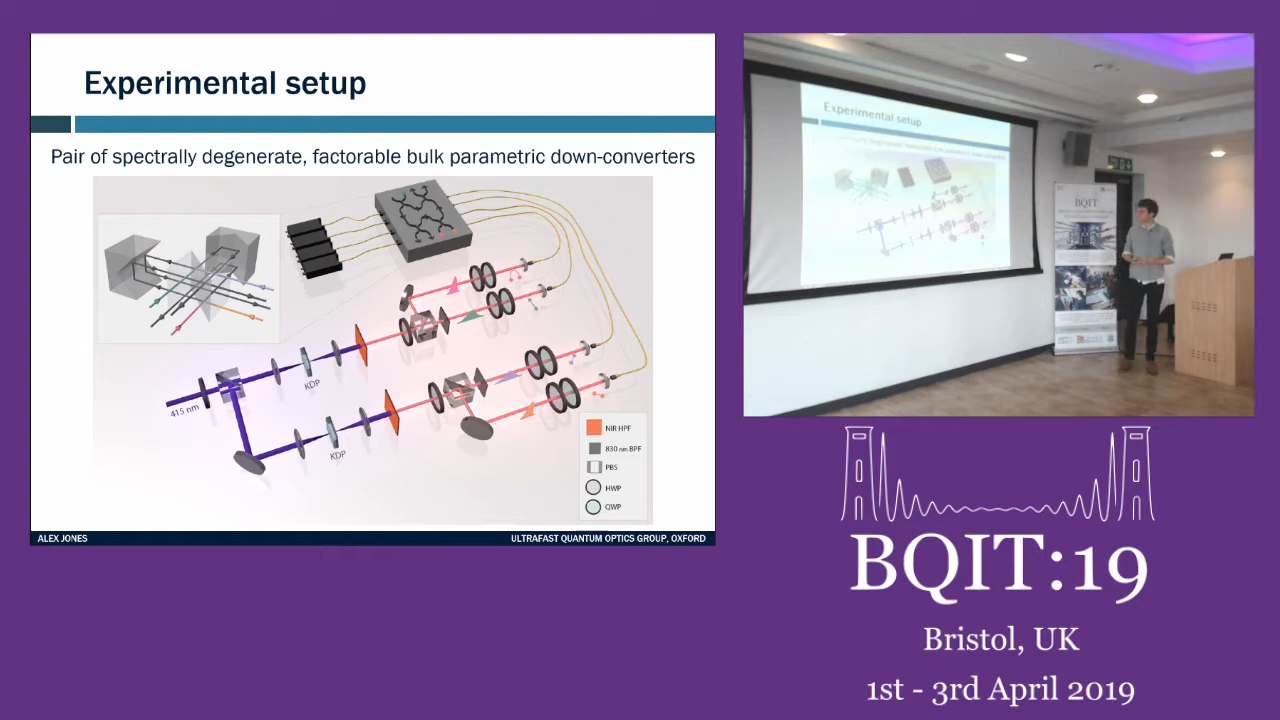 Experimental setup
Pair of spectrally degenerate, factorable bulk parametric down-converters
415 nm
KDP
KDP
NIR HPF
830 nm BPF
PBS
HWP
QWP
ALEX JONES
ULTRAFAST QUANTUM OPTICS GROUP, OXFORD
Experimental setup
BQIT
BQIT:19
Bristol, UK
1st - 3rd April 2019